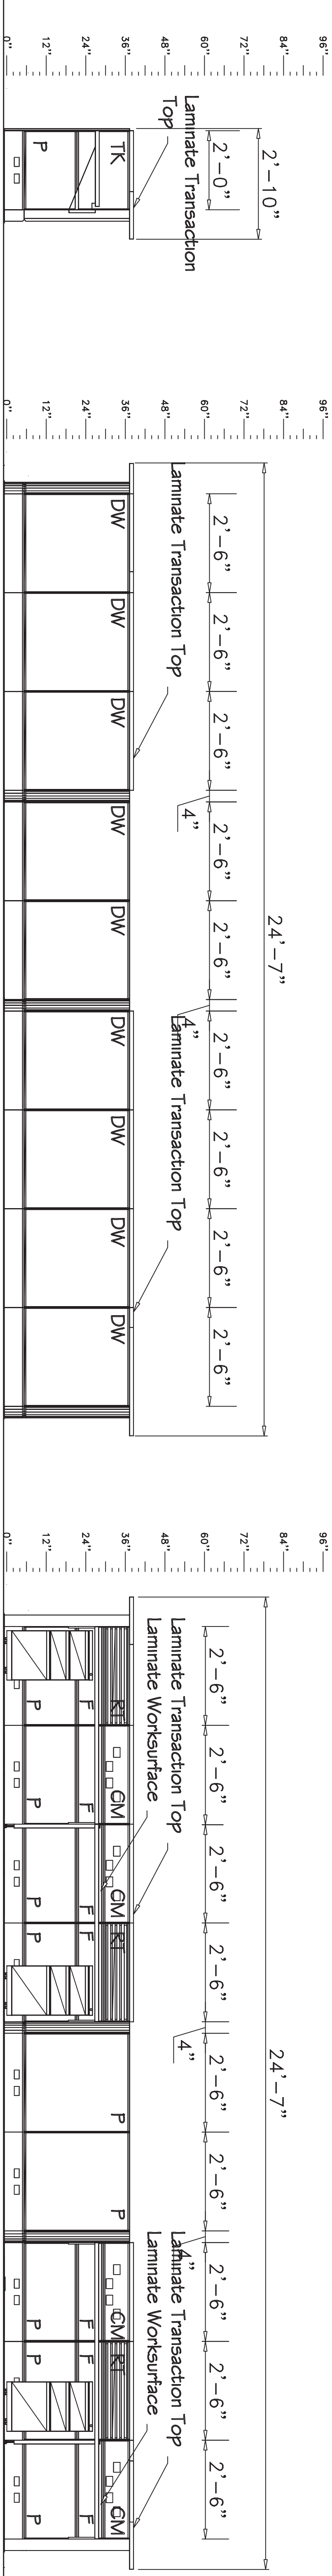 96"
84"
72"
60"
48"
36"
24"
12"
0"
2'-10"
2'-0"
Laminate Transaction
Top
TK
P
96"
84"
72"
60"
48"
36"
24"
12"
0"
24'-7"
2'-6"
2'-6"
2'-6"
4"
2'-6"
2'-6"
4"
2'-6"
2'-6"
2'-6"
2'-6"
Laminate Transaction Top
Laminate Transaction Top
DW
DW
DW
DW
DW
DW
DW
DW
DW
96"
84"
72"
60"
48"
36"
24"
12"
0"
24'-7"
2'-6"
2'-6"
2'-6"
2'-6"
4"
2'-6"
2'-6"
4"
2'-6"
2'-6"
2'-6"
Laminate Transaction Top
Laminate Worksurface
Laminate Transaction Top
Laminate Worksurface
RT
CM
CM
RT
CM
RT
CM
F
F
F
F
F
F
F
P
P
P
P
P
P
P
P
P